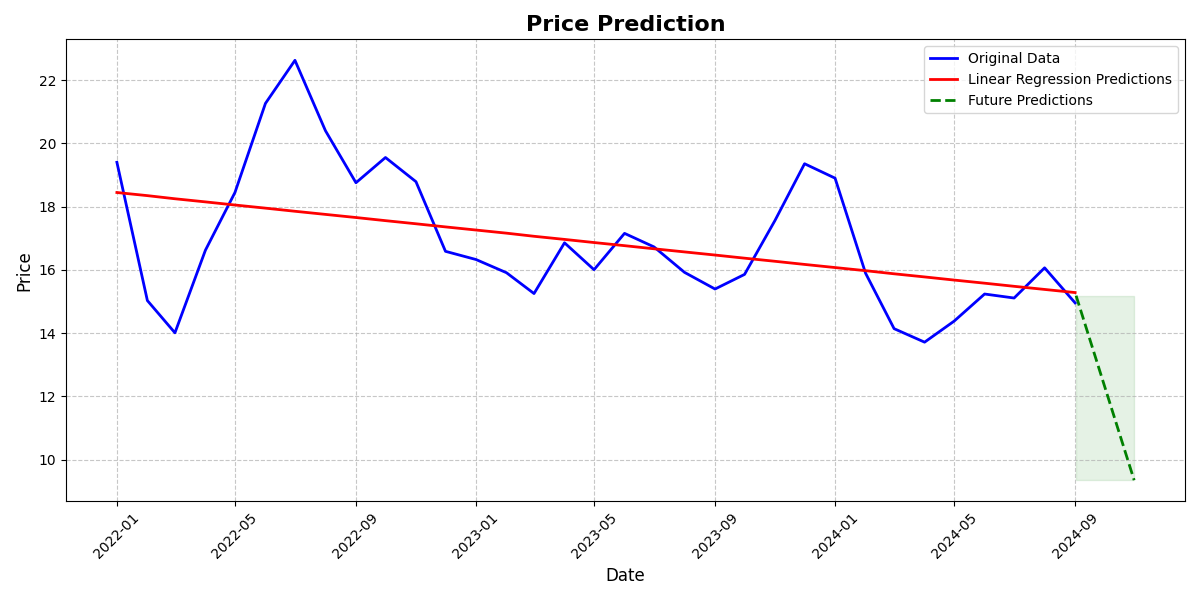 Price Prediction
Original Data
Linear Regression Predictions
Future Predictions
Price
22
20
18
16
14
12
10
2022-01
2022-05
2022-09
2023-01
2023-05
2023-09
2024-01
2024-05
2024-09
Date